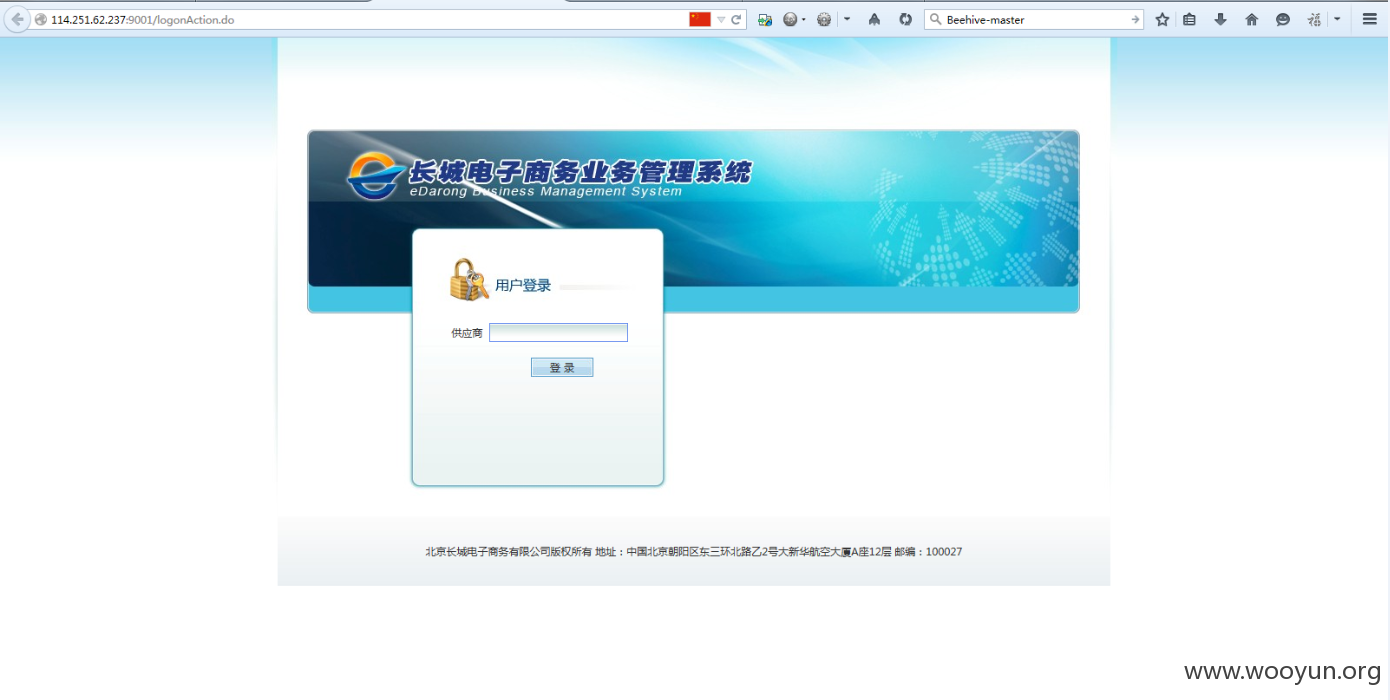 114.251.62.237:9001/logonAction.do
Beehive-master
长城电子商务业务管理系统
eDarong Business Management System
用户登录
供应商
登 录
北京长城电子商务有限公司版权所有 地址：中国北京朝阳区东三环北路乙2号大新华航空大厦A座12层 邮编：100027
www.wooyun.org